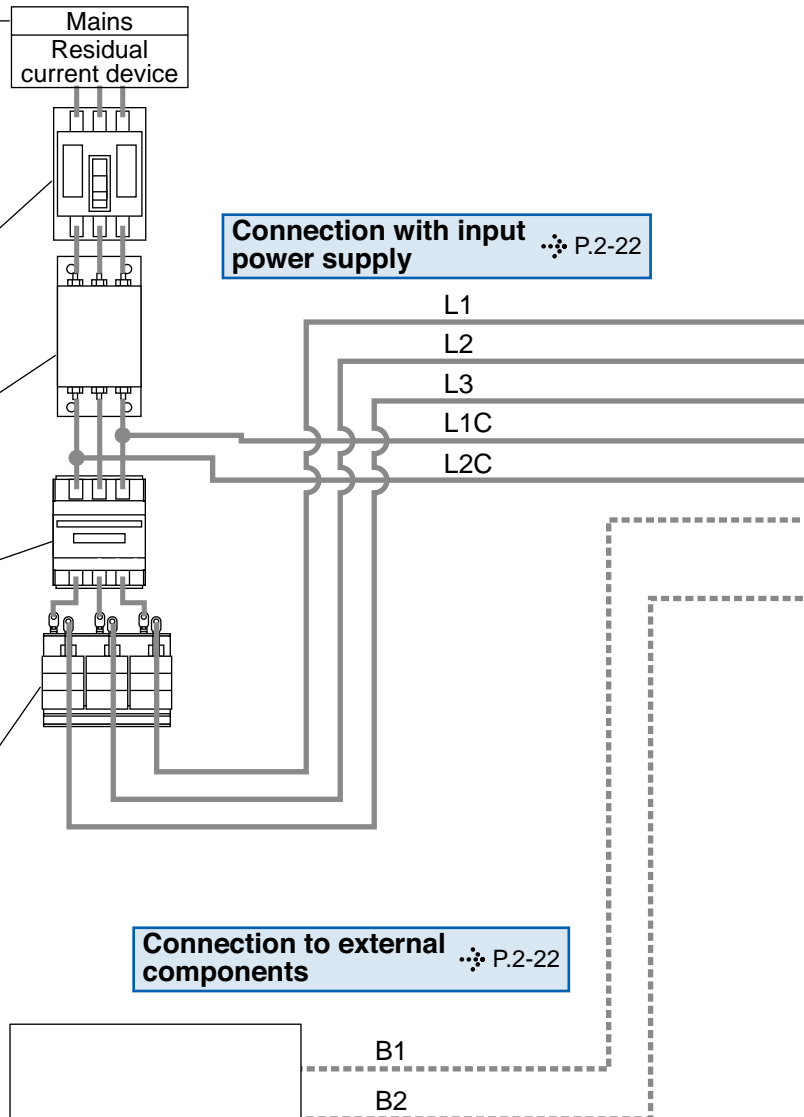 Mains
Residual
current device
Connection with input
power supply
P.2-22
L1
L2
L3
L1C
L2C
Connection to external
components
P.2-22
B1
B2